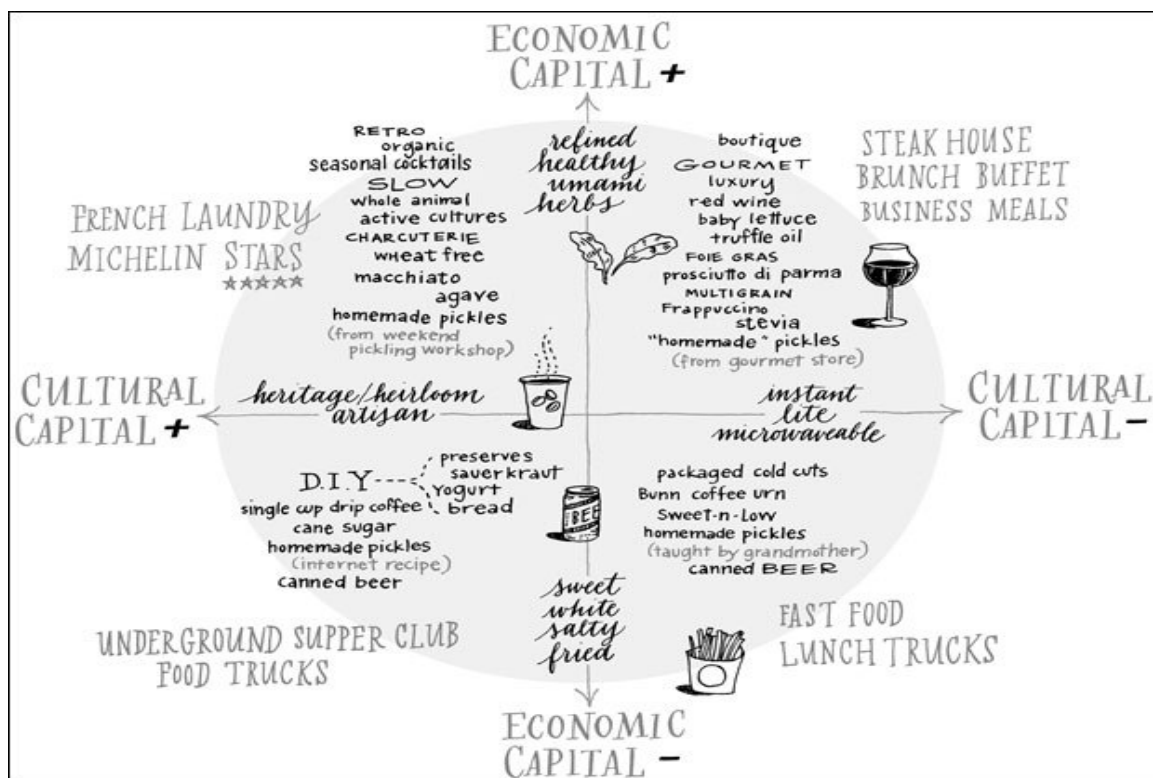 ECONOMIC
CAPITAL +
RETRO
organic
seasonal cocktails
SLOW
whole animal
active cultures
CHARCUTERIE
wheat free
macchiato
agave
homemade pickles
(from weekend
pickling workshop)
refined
healthy
umami
herbs
boutique
GOURMET
luxury
red wine
baby lettuce
truffle oil
FOIE GRAS
prosciutto di parma
MULTIGRAIN
Frappuccino
stevia
"homemade" pickles
(from gourmet store)
STEAK HOUSE
BRUNCH BUFFET
BUSINESS MEALS
FRENCH LAUNDRY
MICHELIN STARS
CULTURAL
CAPITAL +
heritage/heirloom
artisan
instant
lite
microwaveable
CULTURAL
CAPITAL -
D.I.Y
preserves
sauerkraut
yogurt
bread
single cup drip coffee
cane sugar
homemade pickles
(internet recipe)
canned beer
BEE
packaged cold cuts
Bunn coffee urn
Sweet-n-Low
homemade pickles
(taught by grandmother)
canned BEER
sweet
white
salty
fried
UNDERGROUND SUPPER CLUB
FOOD TRUCKS
FAST FOOD
LUNCH TRUCKS
ECONOMIC
CAPITAL -